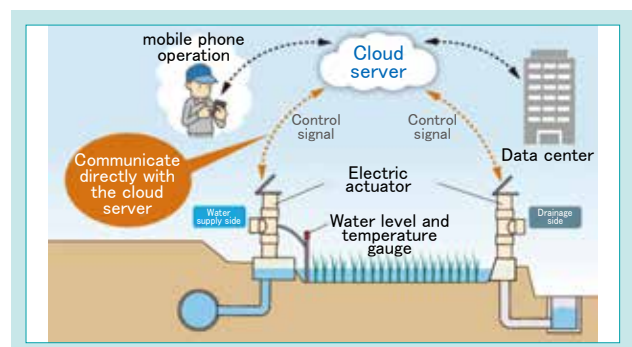 mobile phone
operation
Cloud
server
Control
signal
Control
signal
Data center
Communicate
directly with
the cloud
server
Electric
actuator
Water
supply side
Water level and
temperature
gauge
Drainage
side